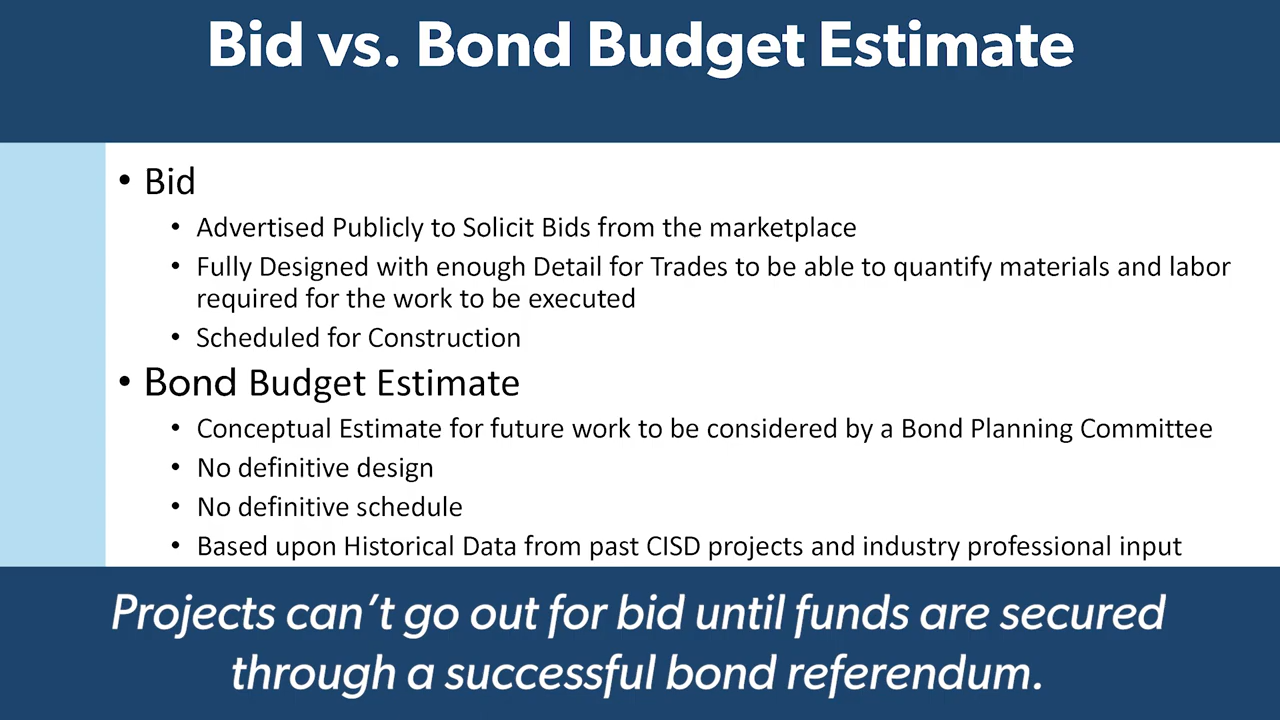 Bid vs. Bond Budget Estimate
• Bid
• Advertised Publicly to Solicit Bids from the marketplace
• Fully Designed with enough Detail for Trades to be able to quantify materials and labor
required for the work to be executed
• Scheduled for Construction
• Bond Budget Estimate
• Conceptual Estimate for future work to be considered by a Bond Planning Committee
• No definitive design
• No definitive schedule
• Based upon Historical Data from past CISD projects and industry professional input
Projects can’t go out for bid until funds are secured
through a successful bond referendum.